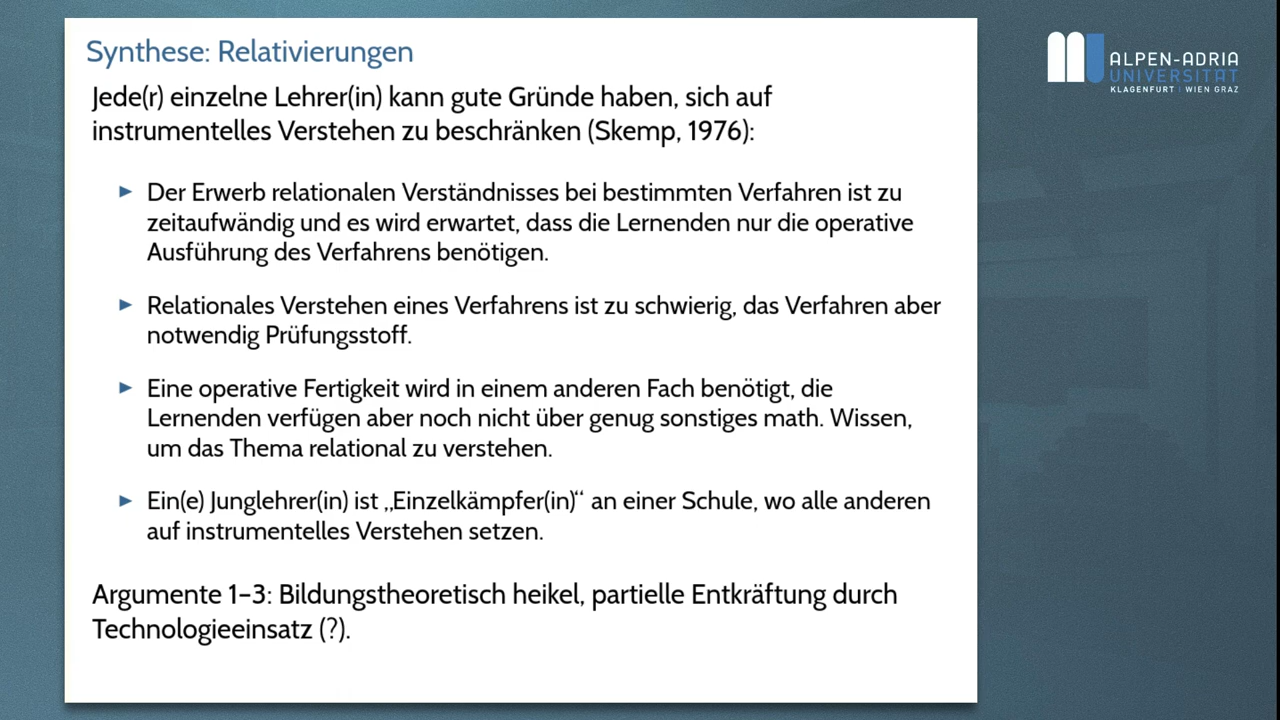 Synthese: Relativierungen
Jede(r) einzelne Lehrer(in) kann gute Gründe haben, sich auf
instrumentelles Verstehen zu beschränken (Skemp, 1976):
► Der Erwerb relationalen Verständnisses bei bestimmten Verfahren ist zu
zeitaufwändig und es wird erwartet, dass die Lernenden nur die operative
Ausführung des Verfahrens benötigen.
► Relationales Verstehen eines Verfahrens ist zu schwierig, das Verfahren aber
notwendig Prüfungsstoff.
► Eine operative Fertigkeit wird in einem anderen Fach benötigt, die
Lernenden verfügen aber noch nicht über genug sonstiges math. Wissen,
um das Thema relational zu verstehen.
► Ein(e) Junglehrer(in) ist „Einzelkämpfer(in)“ an einer Schule, wo alle anderen
auf instrumentelles Verstehen setzen.
Argumente 1–3: Bildungstheoretisch heikel, partielle Entkräftung durch
Technologieeinsatz (?).
ALPEN-ADRIA
UNIVERSITÄT
KLAGENFURT | WIEN GRAZ